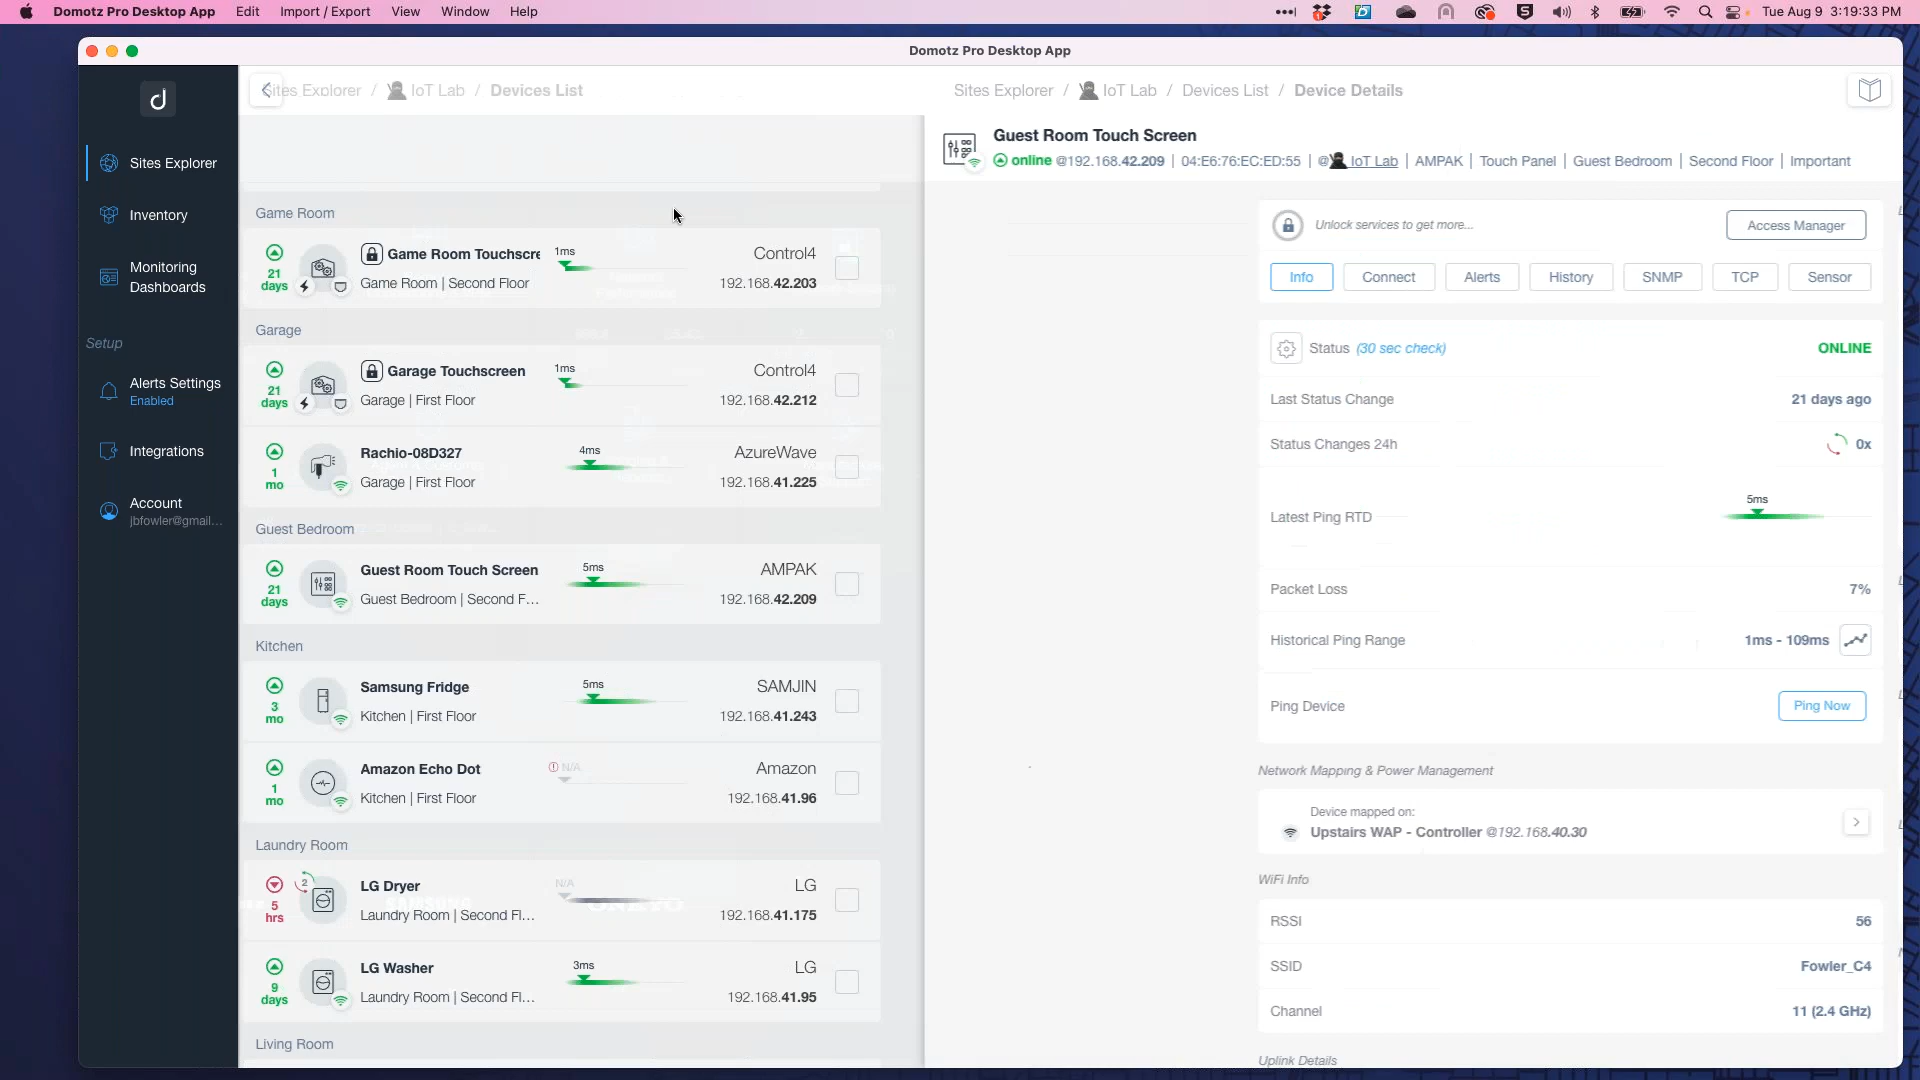 Domotz Pro Desktop App Edit Import / Export View Window Help Tue Aug 9 3:19:33 PM
Domotz Pro Desktop App
Sites Explorer
Inventory
Monitoring
Dashboards
Setup
Alerts Settings
Enabled
Integrations
Account
jbfowler@gmail...
ites Explorer / IoT Lab / Devices List
Game Room
21
days
Game Room Touchscre
Game Room | Second Floor
1ms
Control4
192.168.42.203
Garage
21
days
Garage Touchscreen
Garage | First Floor
1ms
Control4
192.168.42.212
1
mo
Rachio-08D327
Garage | First Floor
4ms
AzureWave
192.168.41.225
Guest Bedroom
21
days
Guest Room Touch Screen
Guest Bedroom | Second F...
5ms
AMPAK
192.168.42.209
Kitchen
3
mo
Samsung Fridge
Kitchen | First Floor
5ms
SAMJIN
192.168.41.243
1
mo
Amazon Echo Dot
Kitchen | First Floor
N/A
Amazon
192.168.41.96
Laundry Room
5
hrs
2
LG Dryer
Laundry Room | Second Fl...
N/A
LG
192.168.41.175
9
days
LG Washer
Laundry Room | Second Fl...
3ms
LG
192.168.41.95
Living Room
Sites Explorer / IoT Lab / Devices List / Device Details
Guest Room Touch Screen
online @192.168.42.209 | 04:E6:76:EC:ED:55 | @ IoT Lab | AMPAK | Touch Panel | Guest Bedroom | Second Floor | Important
Unlock services to get more... Access Manager
Info Connect Alerts History SNMP TCP Sensor
Status (30 sec check) ONLINE
Last Status Change 21 days ago
Status Changes 24h 0x
5ms
Latest Ping RTD
Packet Loss 7%
Historical Ping Range 1ms - 109ms
Ping Device Ping Now
Network Mapping & Power Management
Device mapped on:
Upstairs WAP - Controller @192.168.40.30
WiFi Info
RSSI 56
SSID Fowler_C4
Channel 11 (2.4 GHz)
Uplink Details